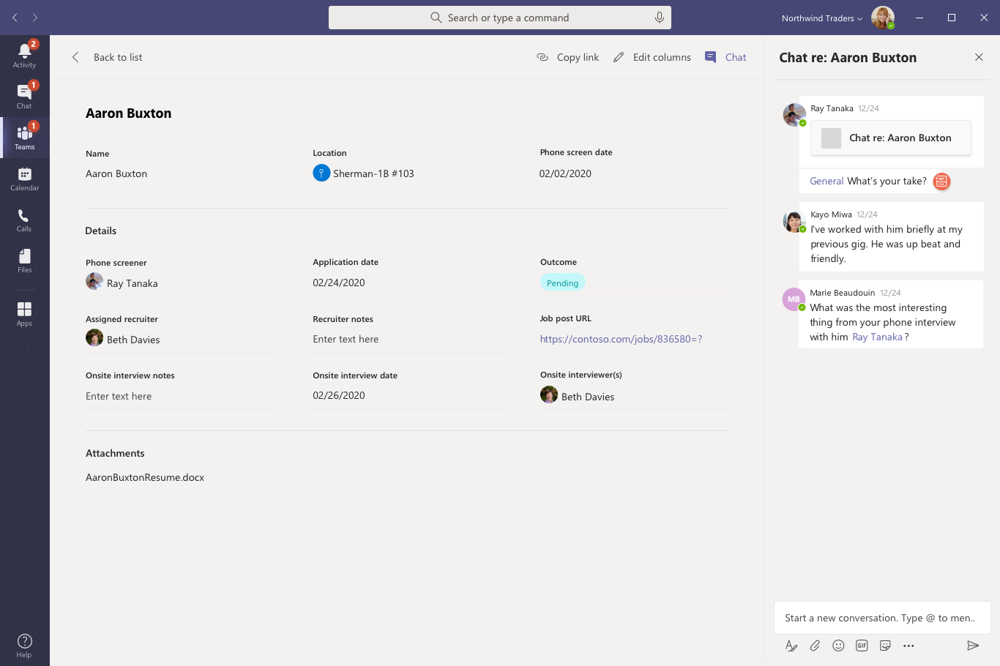 Search or type a command
Northwind Traders
2
Activity
1
Chat
1
Teams
Calendar
Calls
Files
Apps
Help
Back to list
Copy link
Edit columns
Chat
Aaron Buxton
Name
Location
Phone screen date
Aaron Buxton
Sherman-1B #103
02/02/2020
Details
Phone screener
Application date
Outcome
Ray Tanaka
02/24/2020
Pending
Assigned recruiter
Recruiter notes
Job post URL
Beth Davies
Enter text here
https://contoso.com/jobs/836580=?
Onsite interview notes
Onsite interview date
Onsite interviewer(s)
Enter text here
02/26/2020
Beth Davies
Attachments
AaronBuxtonResume.docx
Chat re: Aaron Buxton
Ray Tanaka 12/24
Chat re: Aaron Buxton
General What's your take?
Kayo Miwa 12/24
I've worked with him briefly at my
previous gig. He was up beat and
friendly.
MB
Marie Beaudouin 12/24
What was the most interesting
thing from your phone interview
with him Ray Tanaka ?
Start a new conversation. Type @ to men..
GIF